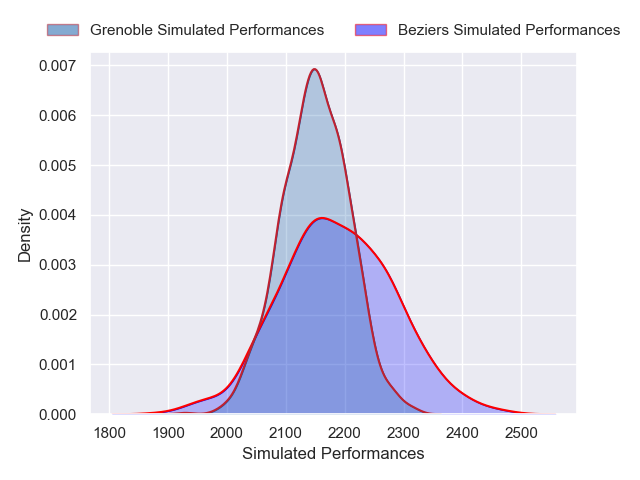 Grenoble Simulated Performances Beziers Simulated Performances
0.007
0.006
0.005
0.004
0.003
0.002
0.001
0.000
Density
1800 1900 2000 2100 2200 2300 2400 2500
Simulated Performances